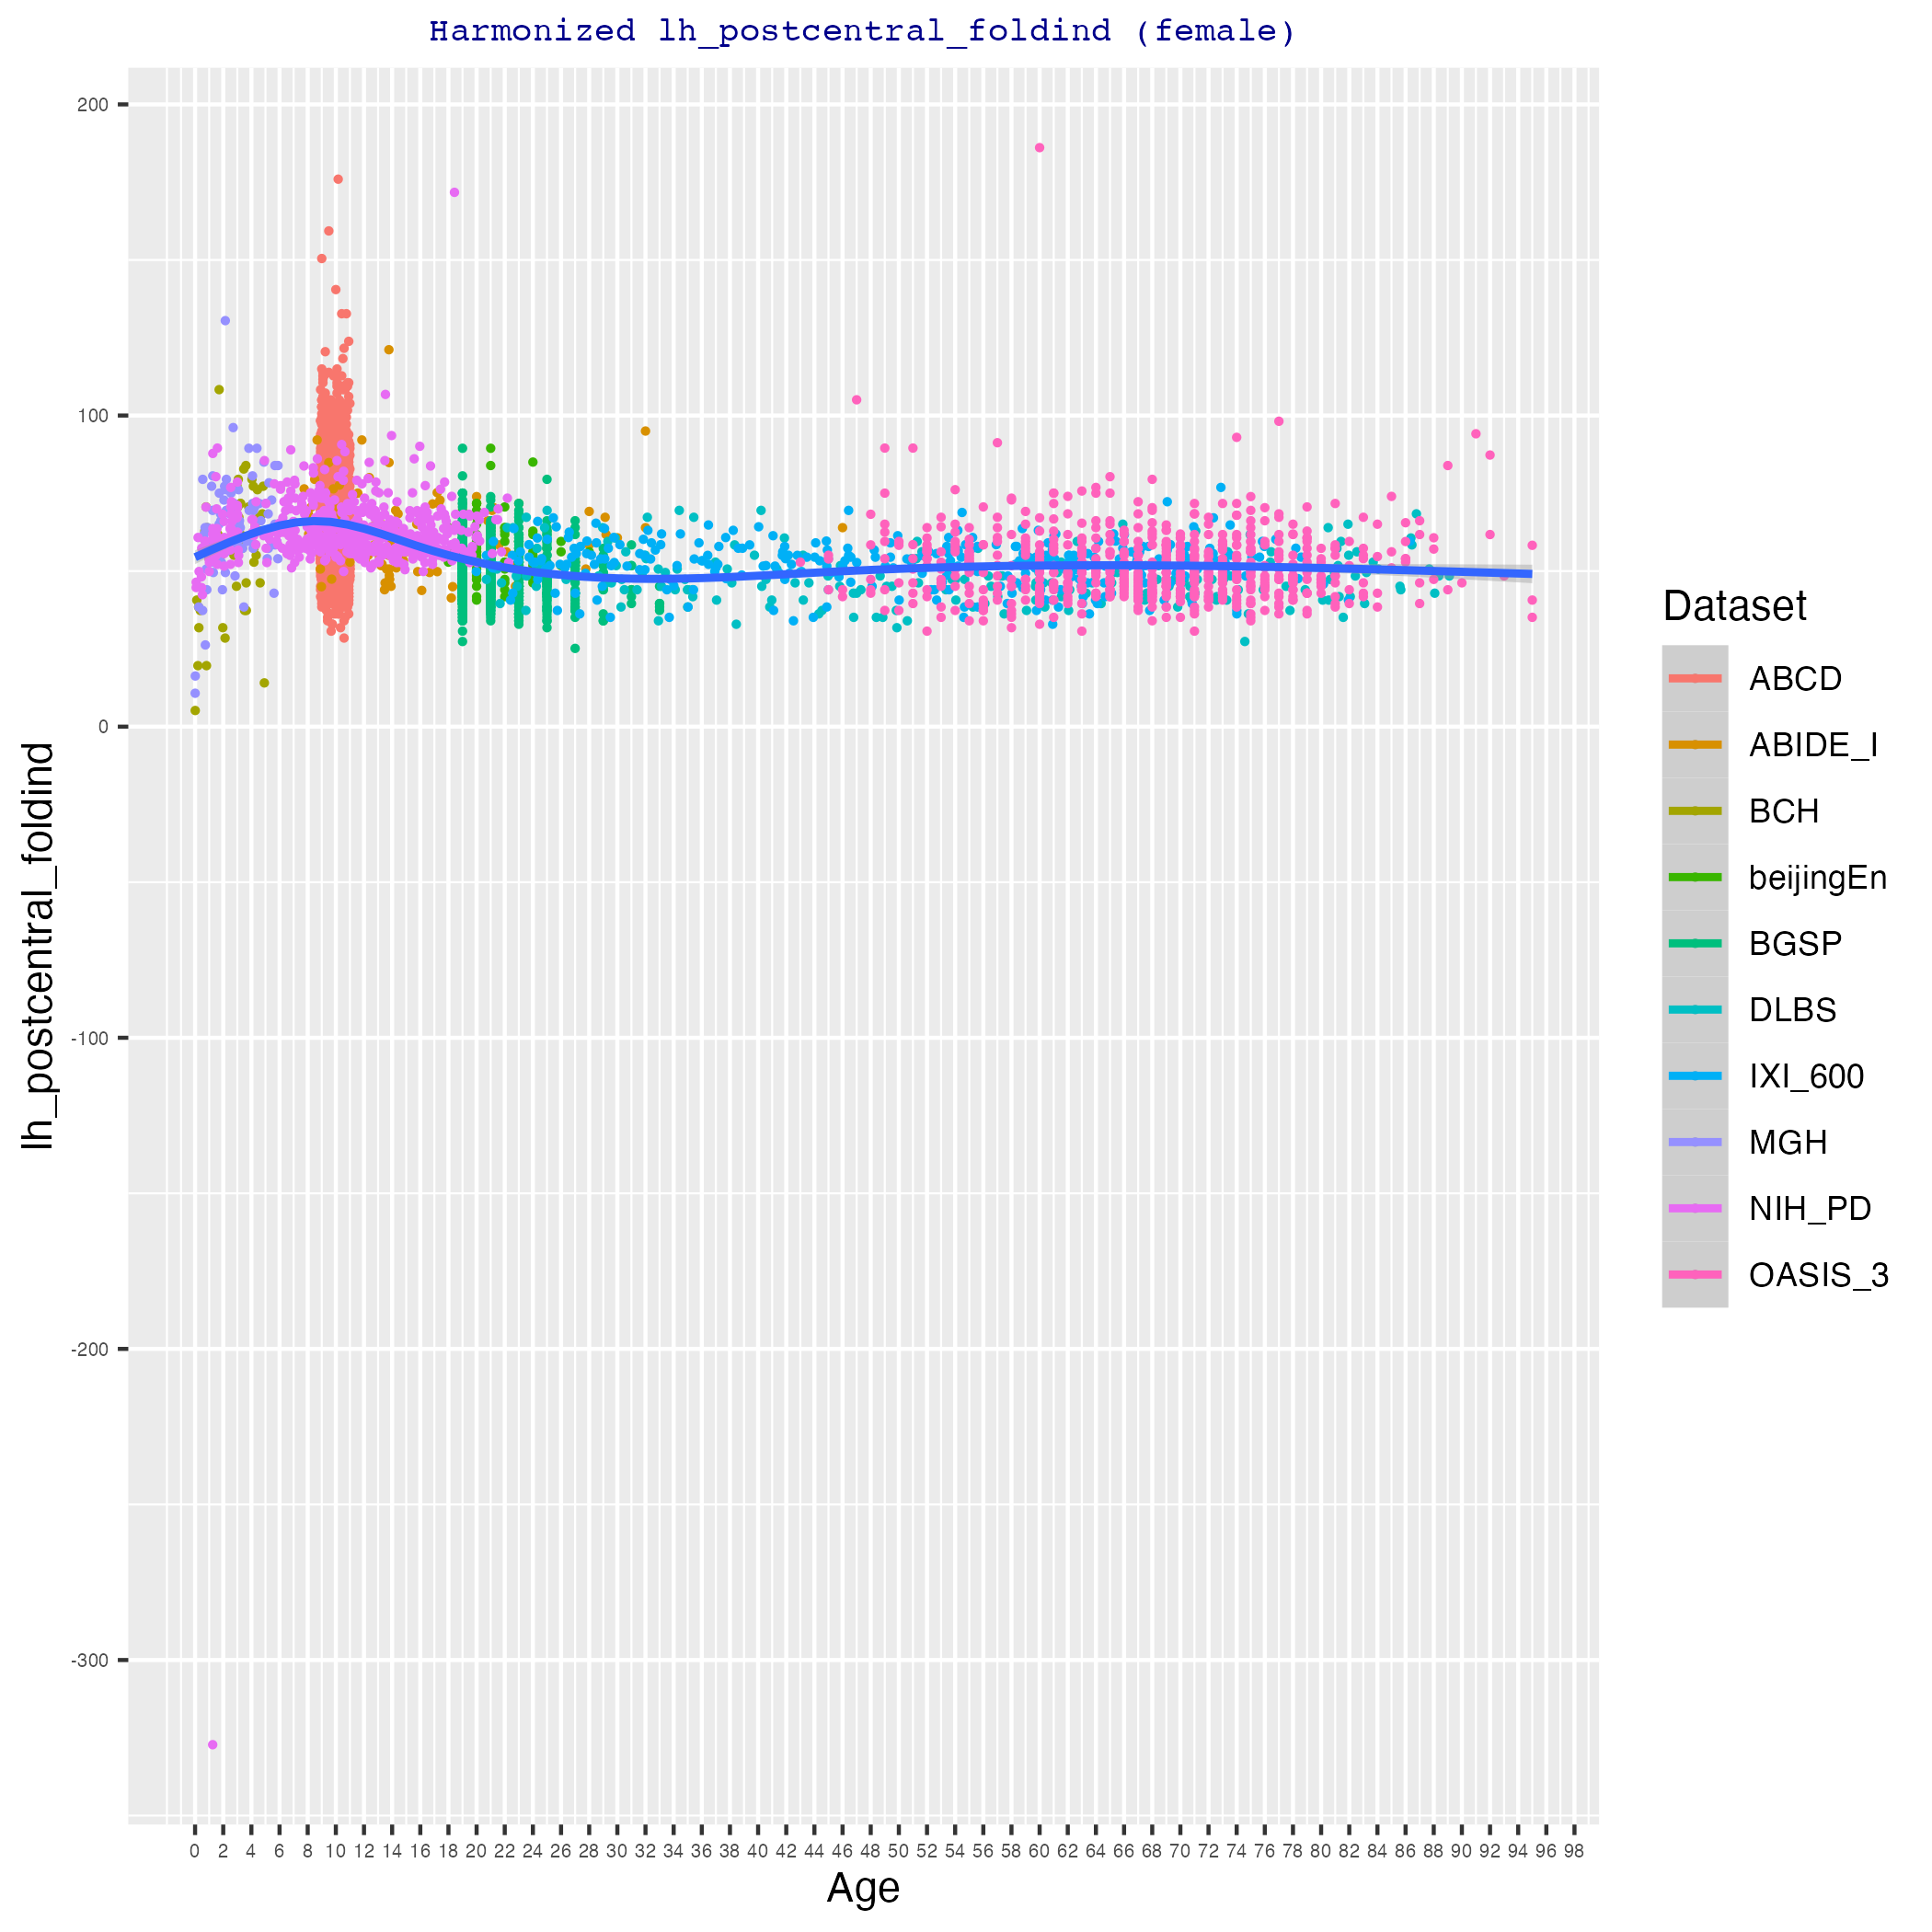 Harmonized lh_postcentral_foldind (female)
lh_postcentral_foldind
200
100
0
-100
-200
-300
0 2 4 6 8 10 12 14 16 18 20 22 24 26 28 30 32 34 36 38 40 42 44 46 48 50 52 54 56 58 60 62 64 66 68 70 72 74 76 78 80 82 84 86 88 90 92 94 96 98
Age
Dataset
ABCD
ABIDE_I
BCH
beijingEn
BGSP
DLBS
IXI_600
MGH
NIH_PD
OASIS_3